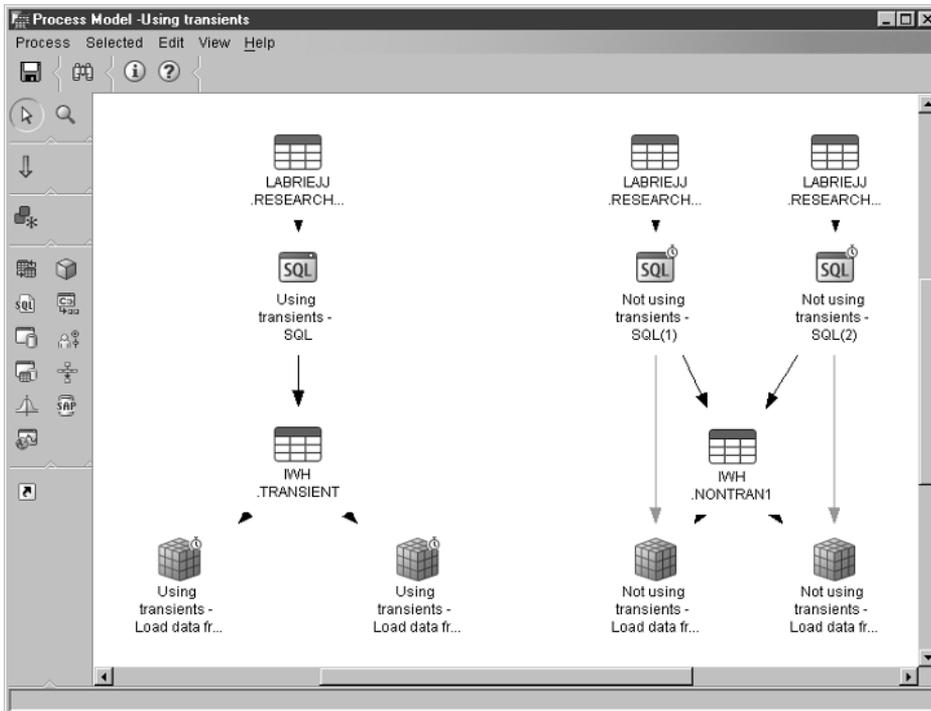 Process Model -Using transients
Process Selected Edit View Help
LABRIEJJ
.RESEARCH...
LABRIEJJ
.RESEARCH...
LABRIEJJ
.RESEARCH...
SQL
Using
transients -
SQL
SQL
Not using
transients -
SQL(1)
SQL
Not using
transients -
SQL(2)
SQL
SAP
IWH
.TRANSIENT
IWH
.NONTRAN1
Using
transients -
Load data fr...
Using
transients -
Load data fr...
Not using
transients -
Load data fr...
Not using
transients -
Load data fr...